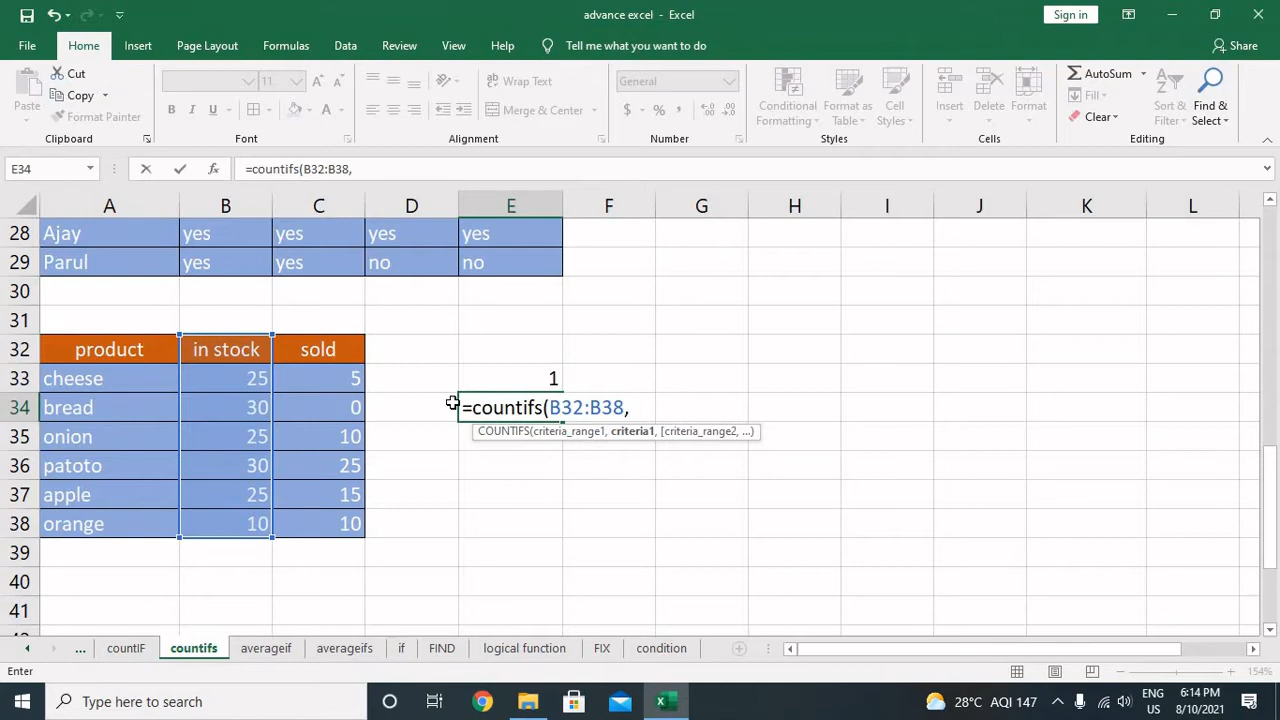 advance excel - Excel
Sign in
File Home Insert Page Layout Formulas Data Review View Help Tell me what you want to do Share
Paste Cut Copy Format Painter
11
B I U A
Wrap Text
Merge & Center
General
$ %
Conditional Formatting Format as Table Cell Styles
Insert Delete Format
AutoSum Fill Clear
Sort & Filter Find & Select
Clipboard Font Alignment Number Styles Cells Editing
E34 fx =countifs(B32:B38,
A B C D E F G H I J K L
28 Ajay yes yes yes yes
29 Parul yes yes no no
30
31
32 product in stock sold
33 cheese 25 5 1
34 bread 30 0 =countifs(B32:B38,
COUNTIFS(criteria_range1, criteria1, [criteria_range2, ...)
35 onion 25 10
36 patoto 30 25
37 apple 25 15
38 orange 10 10
39
40
41
... countIF countifs averageif averageifs if FIND logical function FIX condition
Enter 154%
Type here to search
28°C AQI 147
ENG US
6:14 PM
8/10/2021